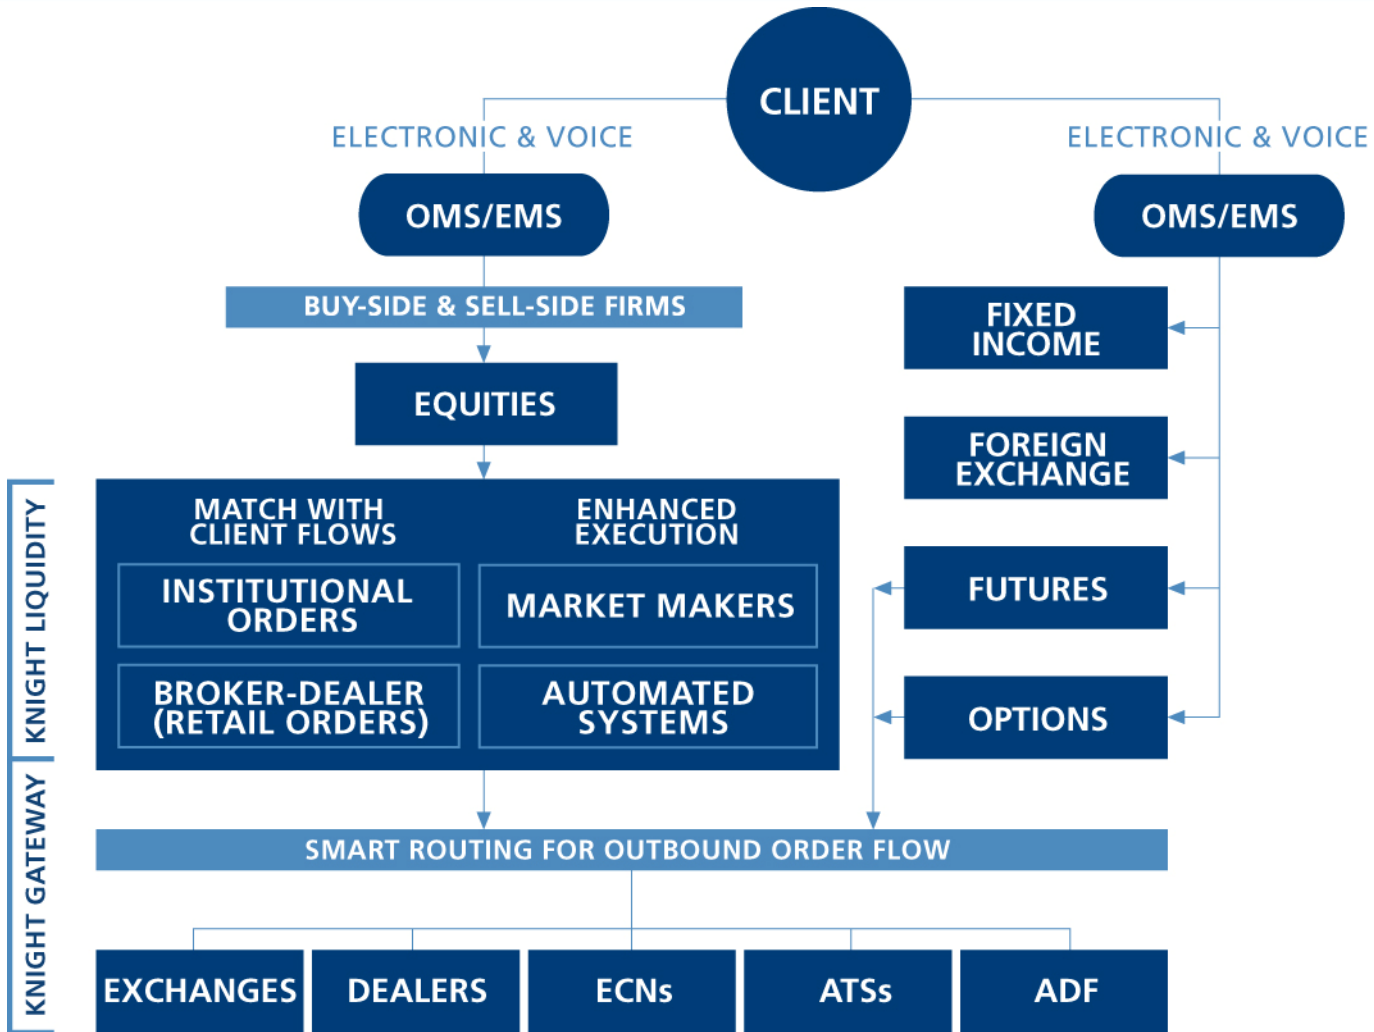 CLIENT
ELECTRONIC & VOICE
ELECTRONIC & VOICE
OMS/EMS
OMS/EMS
BUY-SIDE & SELL-SIDE FIRMS
EQUITIES
FIXED
INCOME
FOREIGN
EXCHANGE
FUTURES
OPTIONS
KNIGHT LIQUIDITY
MATCH WITH
CLIENT FLOWS
INSTITUTIONAL
ORDERS
BROKER-DEALER
(RETAIL ORDERS)
ENHANCED
EXECUTION
MARKET MAKERS
AUTOMATED
SYSTEMS
KNIGHT GATEWAY
SMART ROUTING FOR OUTBOUND ORDER FLOW
EXCHANGES
DEALERS
ECNs
ATSs
ADF